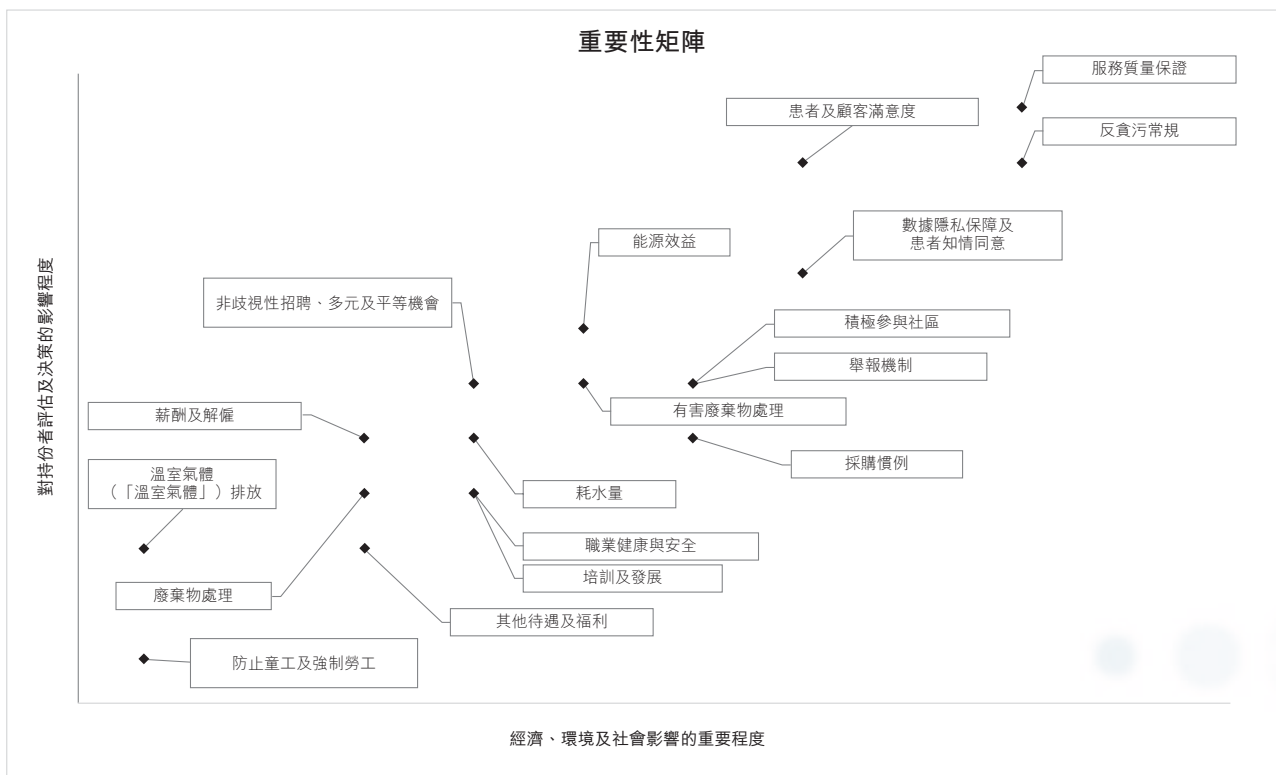 重要性矩陣
服務質量保證
患者及顧客滿意度
反貪污常規
數據隱私保障及
患者知情同意
能源效益
非歧視性招聘、多元及平等機會
積極參與社區
舉報機制
有害廢棄物處理
薪酬及解僱
採購慣例
溫室氣體
（「溫室氣體」）排放
耗水量
職業健康與安全
培訓及發展
廢棄物處理
其他待遇及福利
防止童工及強制勞工
對持份者評估及決策的影響程度
經濟、環境及社會影響的重要程度